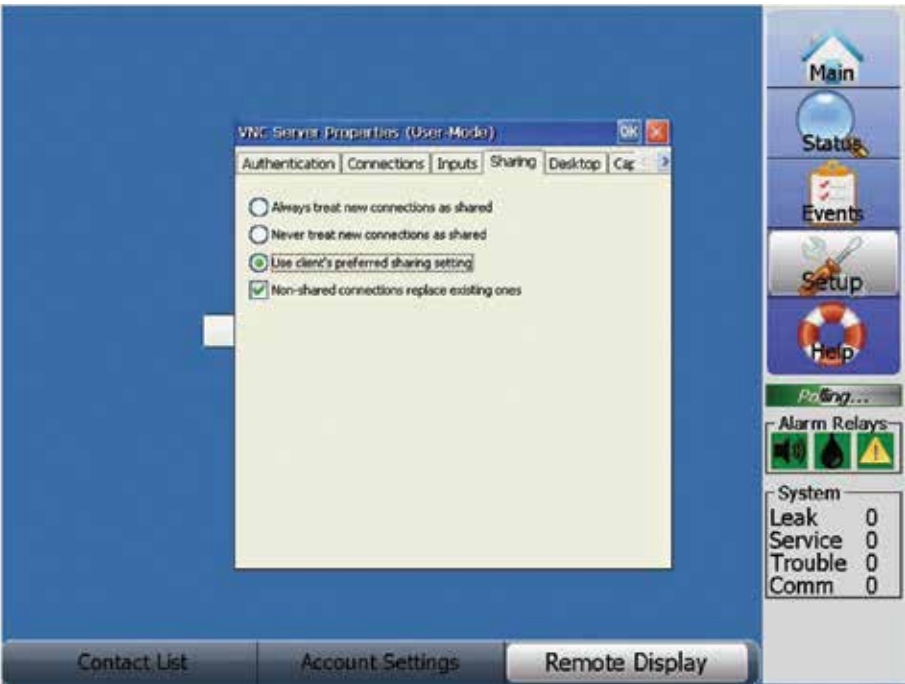 VNC Server Properties (User-Mode) OK
Authentication Connections Inputs Sharing Desktop Cap
Always treat new connections as shared
Never treat new connections as shared
Use client's preferred sharing setting
Non-shared connections replace existing ones
Main
Status
Events
Setup
Help
Polling...
Alarm Relays
System
Leak 0
Service 0
Trouble 0
Comm 0
Contact List Account Settings Remote Display